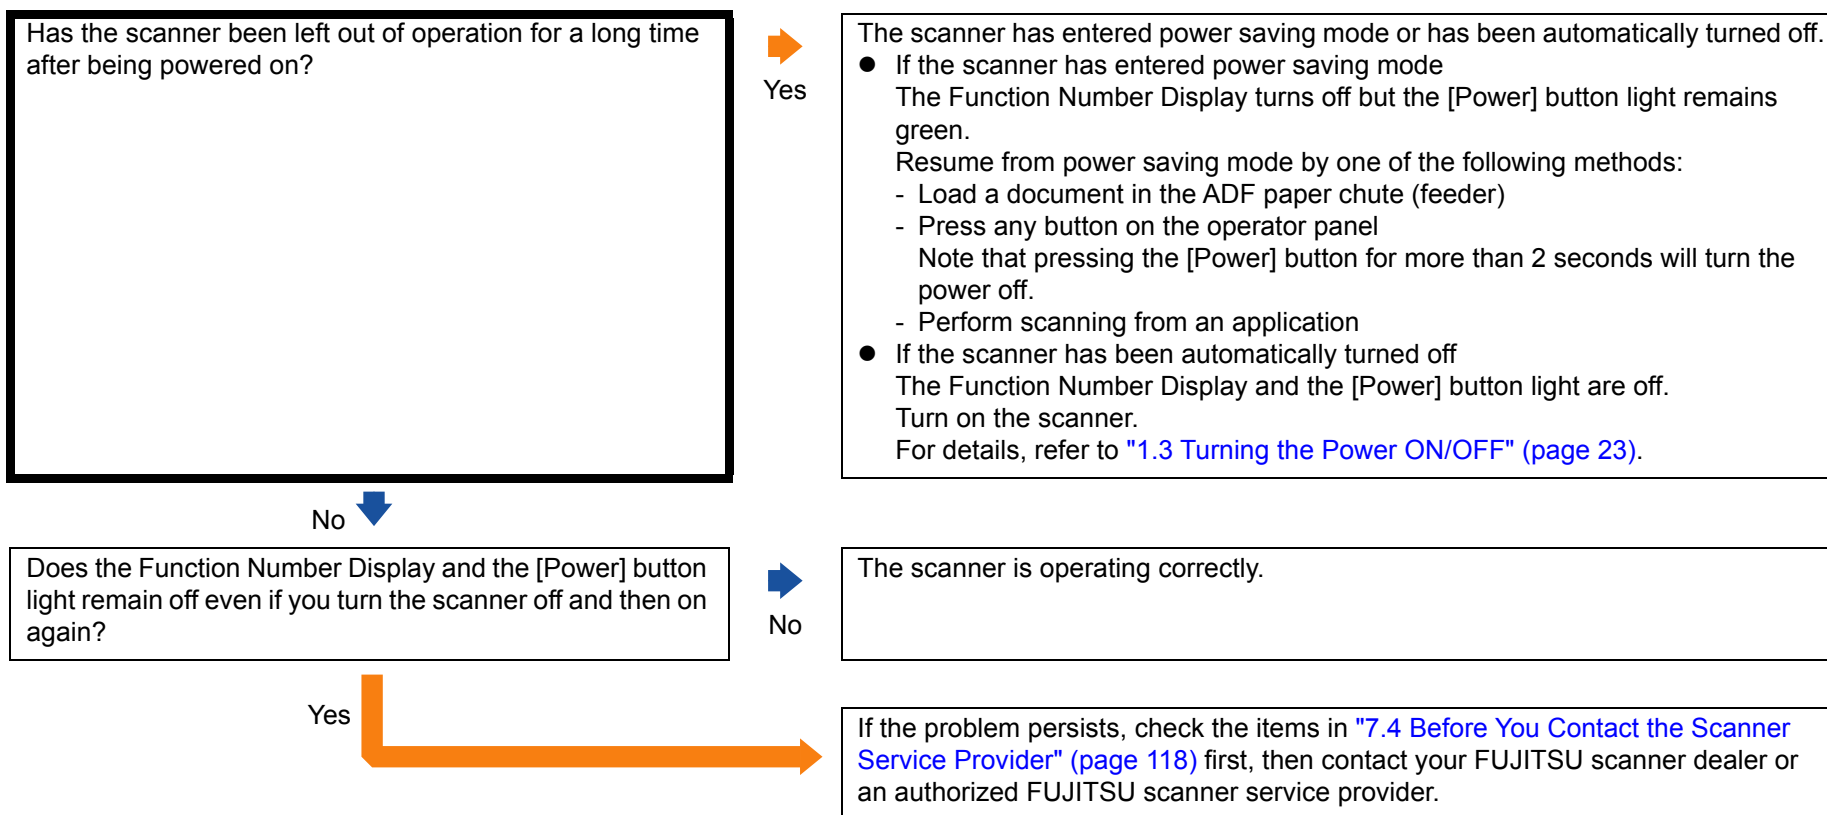 Has the scanner been left out of operation for a long time
after being powered on?
Yes
The scanner has entered power saving mode or has been automatically turned off.
● If the scanner has entered power saving mode
The Function Number Display turns off but the [Power] button light remains
green.
Resume from power saving mode by one of the following methods:
- Load a document in the ADF paper chute (feeder)
- Press any button on the operator panel
Note that pressing the [Power] button for more than 2 seconds will turn the
power off.
- Perform scanning from an application
● If the scanner has been automatically turned off
The Function Number Display and the [Power] button light are off.
Turn on the scanner.
For details, refer to "1.3 Turning the Power ON/OFF" (page 23).
No
Does the Function Number Display and the [Power] button
light remain off even if you turn the scanner off and then on
again?
No
The scanner is operating correctly.
Yes
If the problem persists, check the items in "7.4 Before You Contact the Scanner
Service Provider" (page 118) first, then contact your FUJITSU scanner dealer or
an authorized FUJITSU scanner service provider.